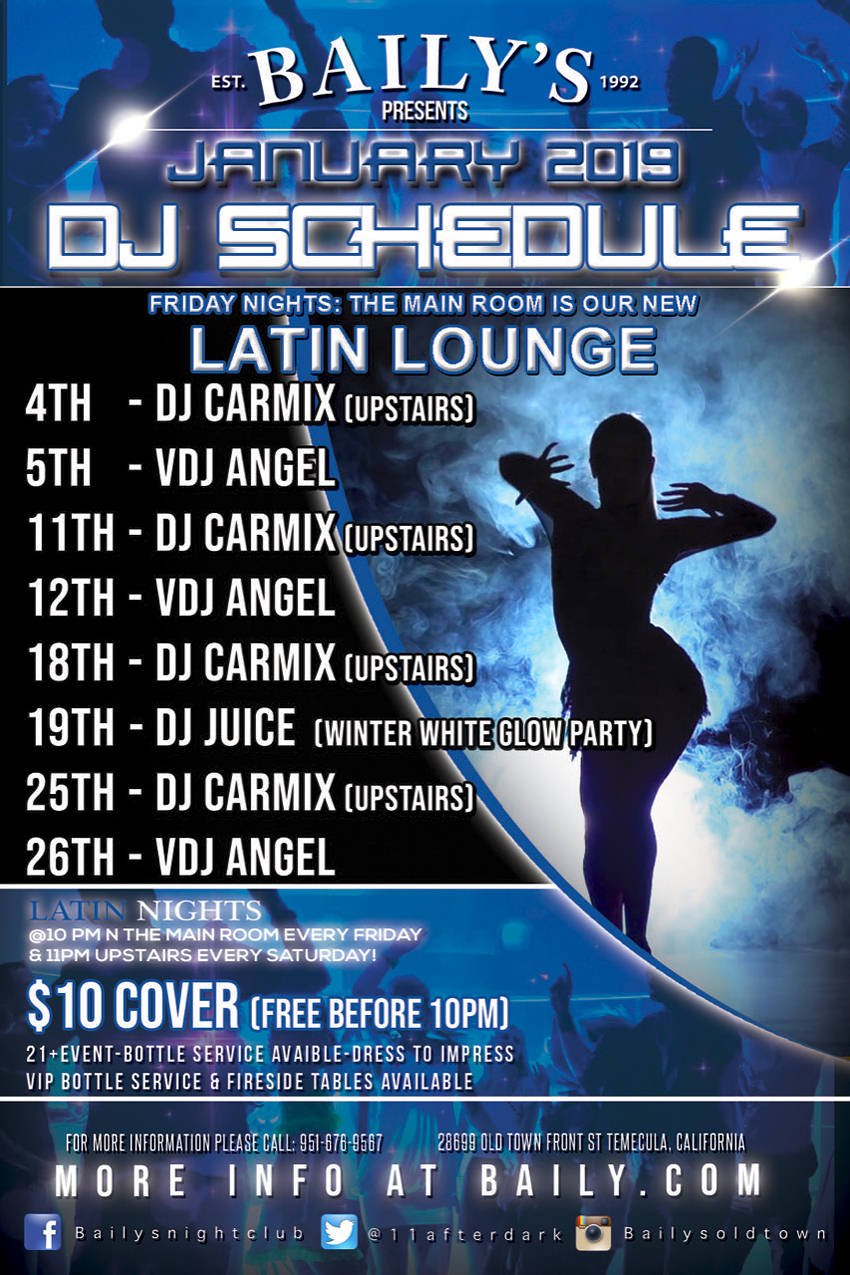 EST. BAILY'S 1992
PRESENTS
JANUARY 2019
DJ SCHEDULE
FRIDAY NIGHTS: THE MAIN ROOM IS OUR NEW
LATIN LOUNGE
4TH - DJ CARMIX (UPSTAIRS)
5TH - VDJ ANGEL
11TH - DJ CARMIX (UPSTAIRS)
12TH - VDJ ANGEL
18TH - DJ CARMIX (UPSTAIRS)
19TH - DJ JUICE (WINTER WHITE GLOW PARTY)
25TH - DJ CARMIX (UPSTAIRS)
26TH - VDJ ANGEL
LATIN NIGHTS
@10 PM N THE MAIN ROOM EVERY FRIDAY
& 11PM UPSTAIRS EVERY SATURDAY!
$10 COVER (FREE BEFORE 10PM)
21+EVENT-BOTTLE SERVICE AVAIBLE-DRESS TO IMPRESS
VIP BOTTLE SERVICE & FIRESIDE TABLES AVAILABLE
FOR MORE INFORMATION PLEASE CALL: 951-676-9567 28699 OLD TOWN FRONT ST TEMECULA, CALIFORNIA
MORE INFO AT BAILY.COM
f Bailysnightclub @11afterdark Bailysoldtown